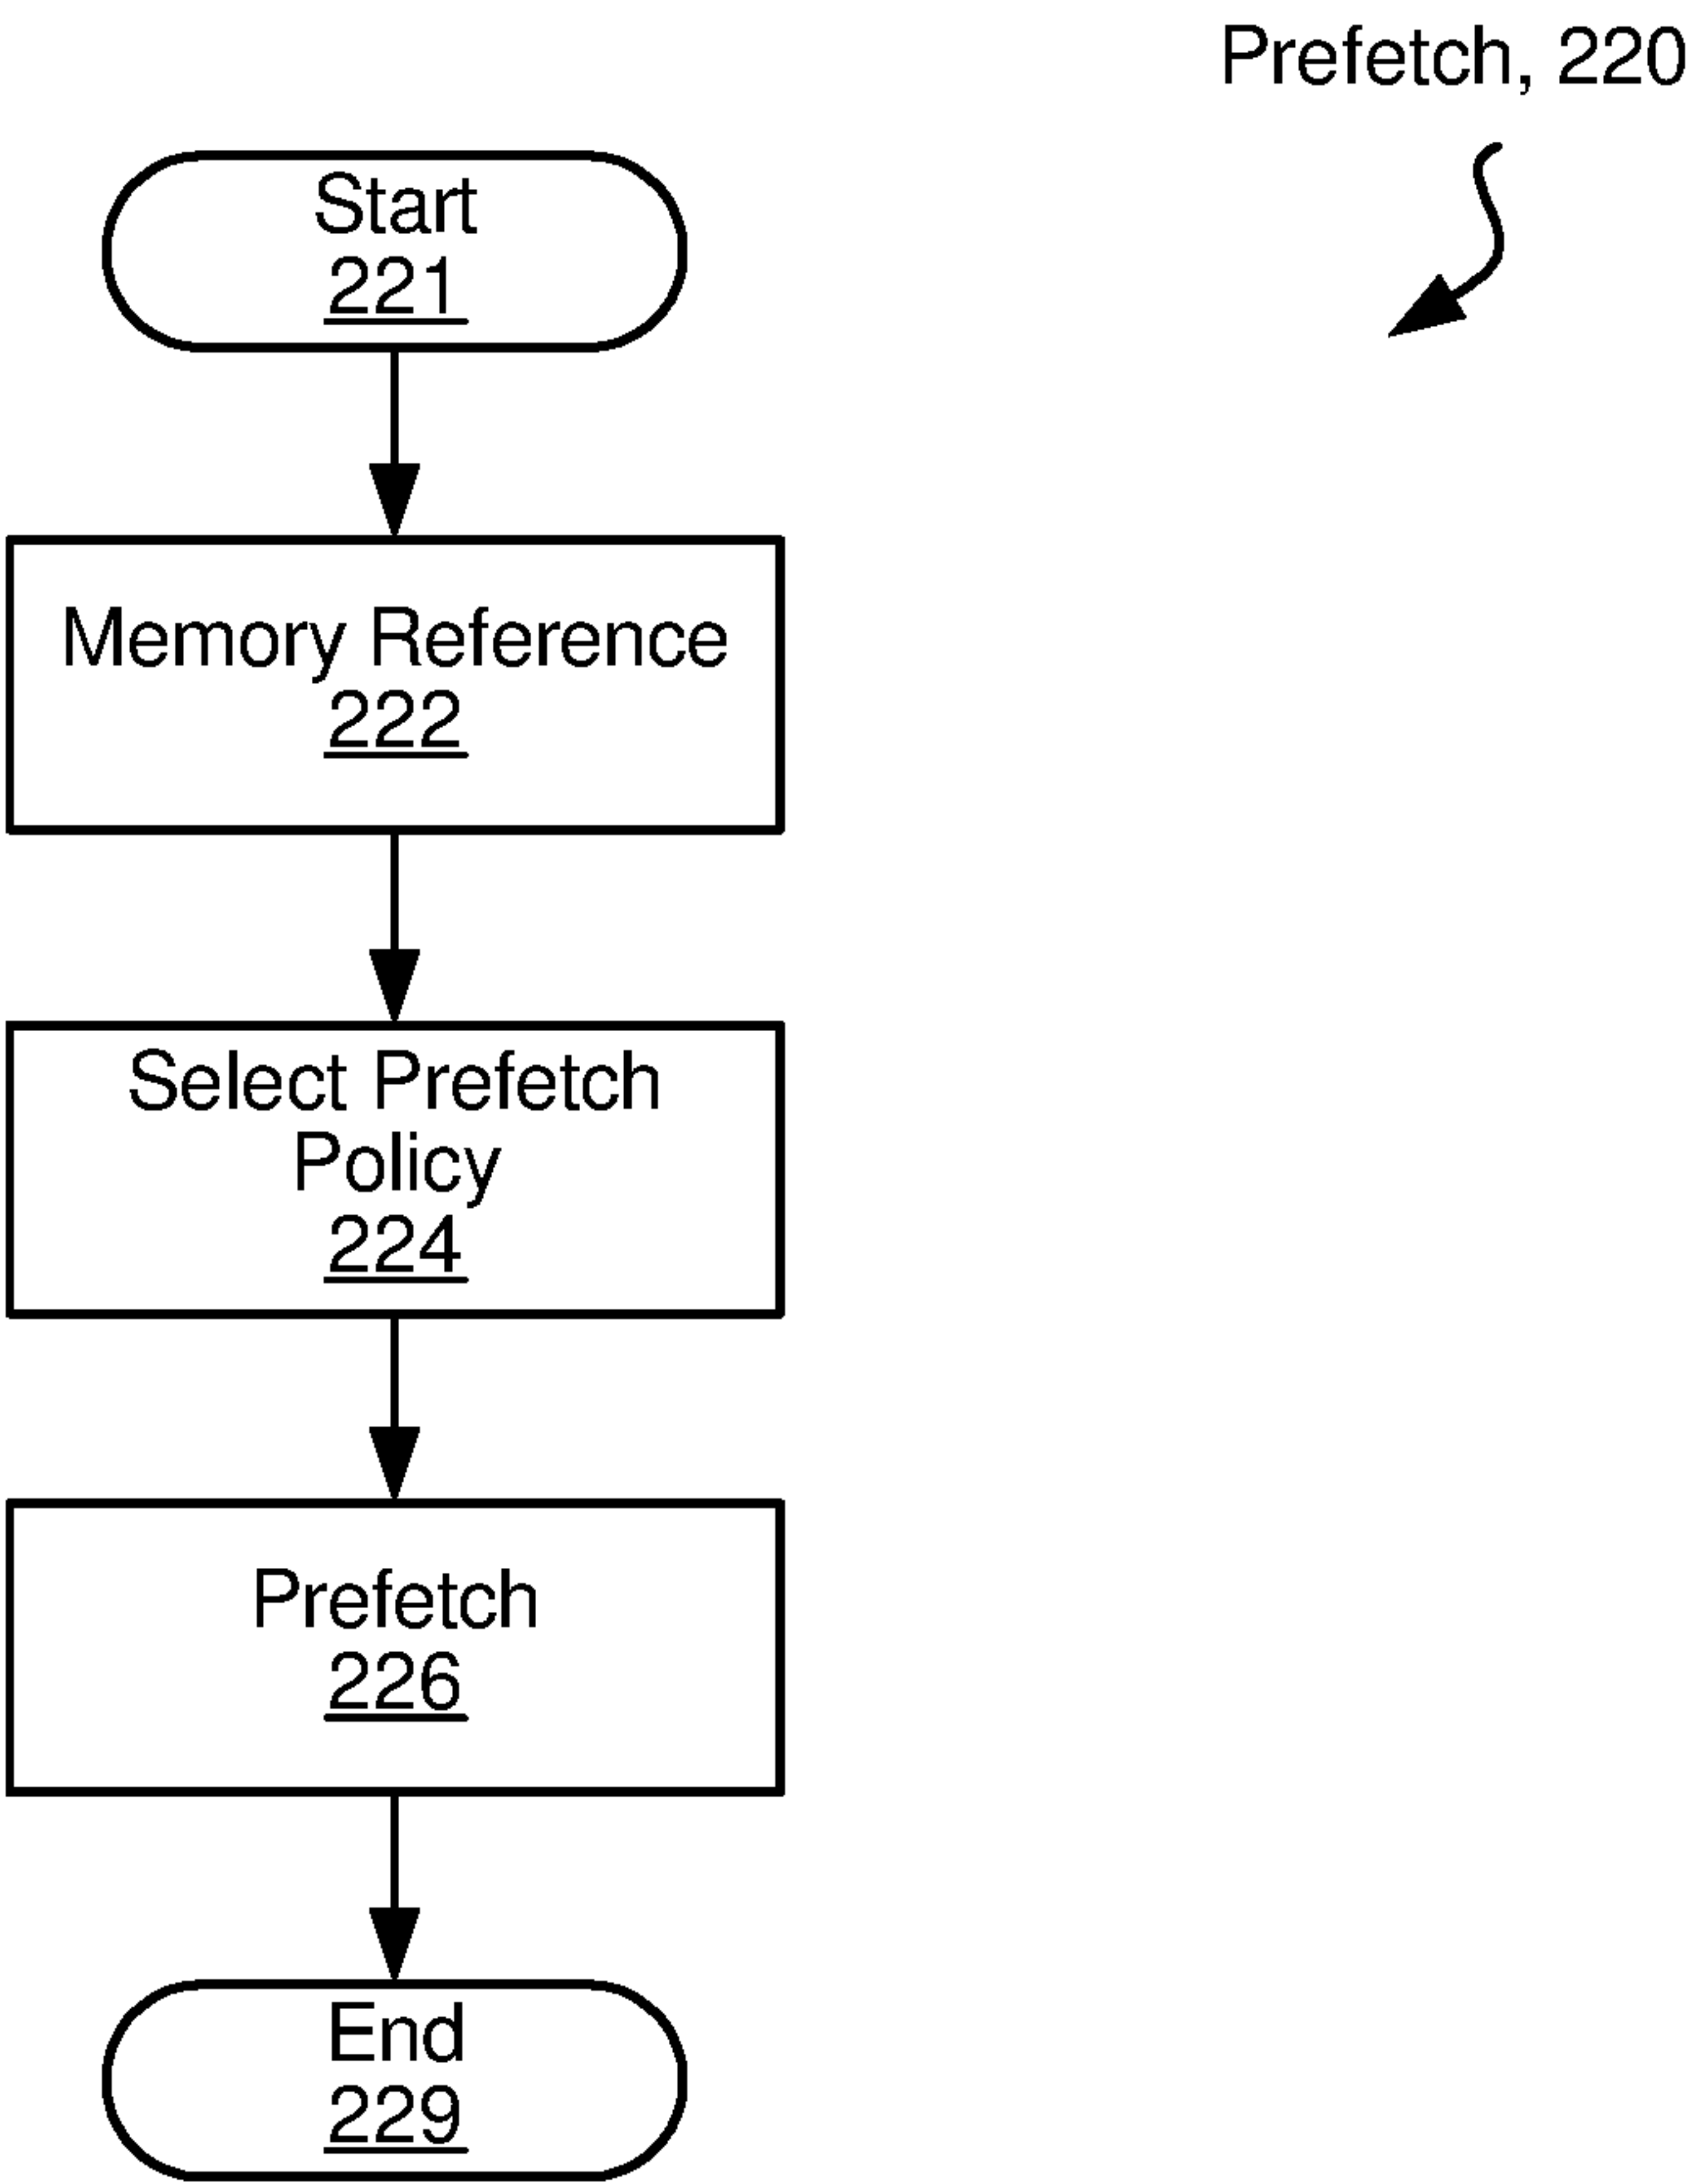 Prefetch, 220
Start
221
Memory Reference
222
Select Prefetch
Policy
224
Prefetch
226
End
229